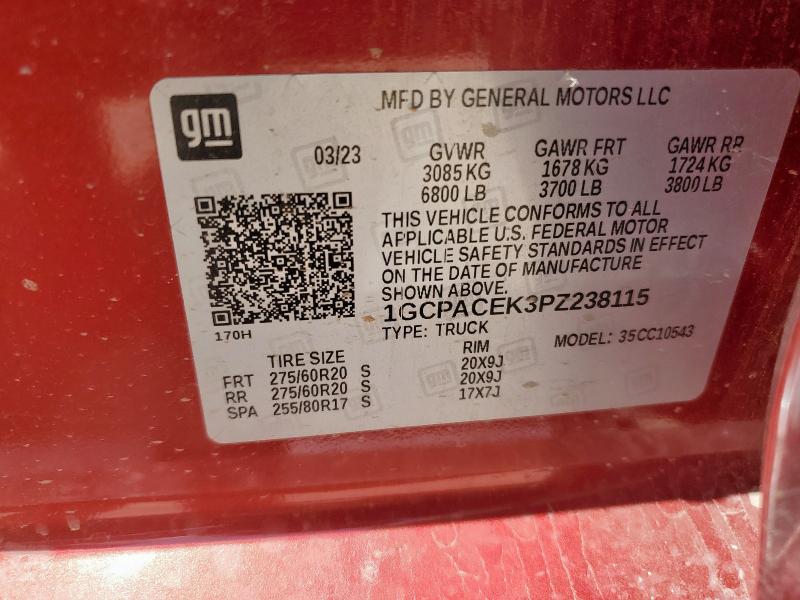 gm
MFD BY GENERAL MOTORS LLC
03/23
GVWR GAWR FRT GAWR RR
3085 KG 1678 KG 1724 KG
6800 LB 3700 LB 3800 LB
THIS VEHICLE CONFORMS TO ALL
APPLICABLE U.S. FEDERAL MOTOR
VEHICLE SAFETY STANDARDS IN EFFECT
ON THE DATE OF MANUFACTURE
SHOWN ABOVE.
1GCPACEK3PZ238115
170H
TYPE: TRUCK MODEL: 35CC10543
TIRE SIZE RIM
FRT 275/60R20 S 20X9J
RR 275/60R20 S 20X9J
SPA 255/80R17 S 17X7J